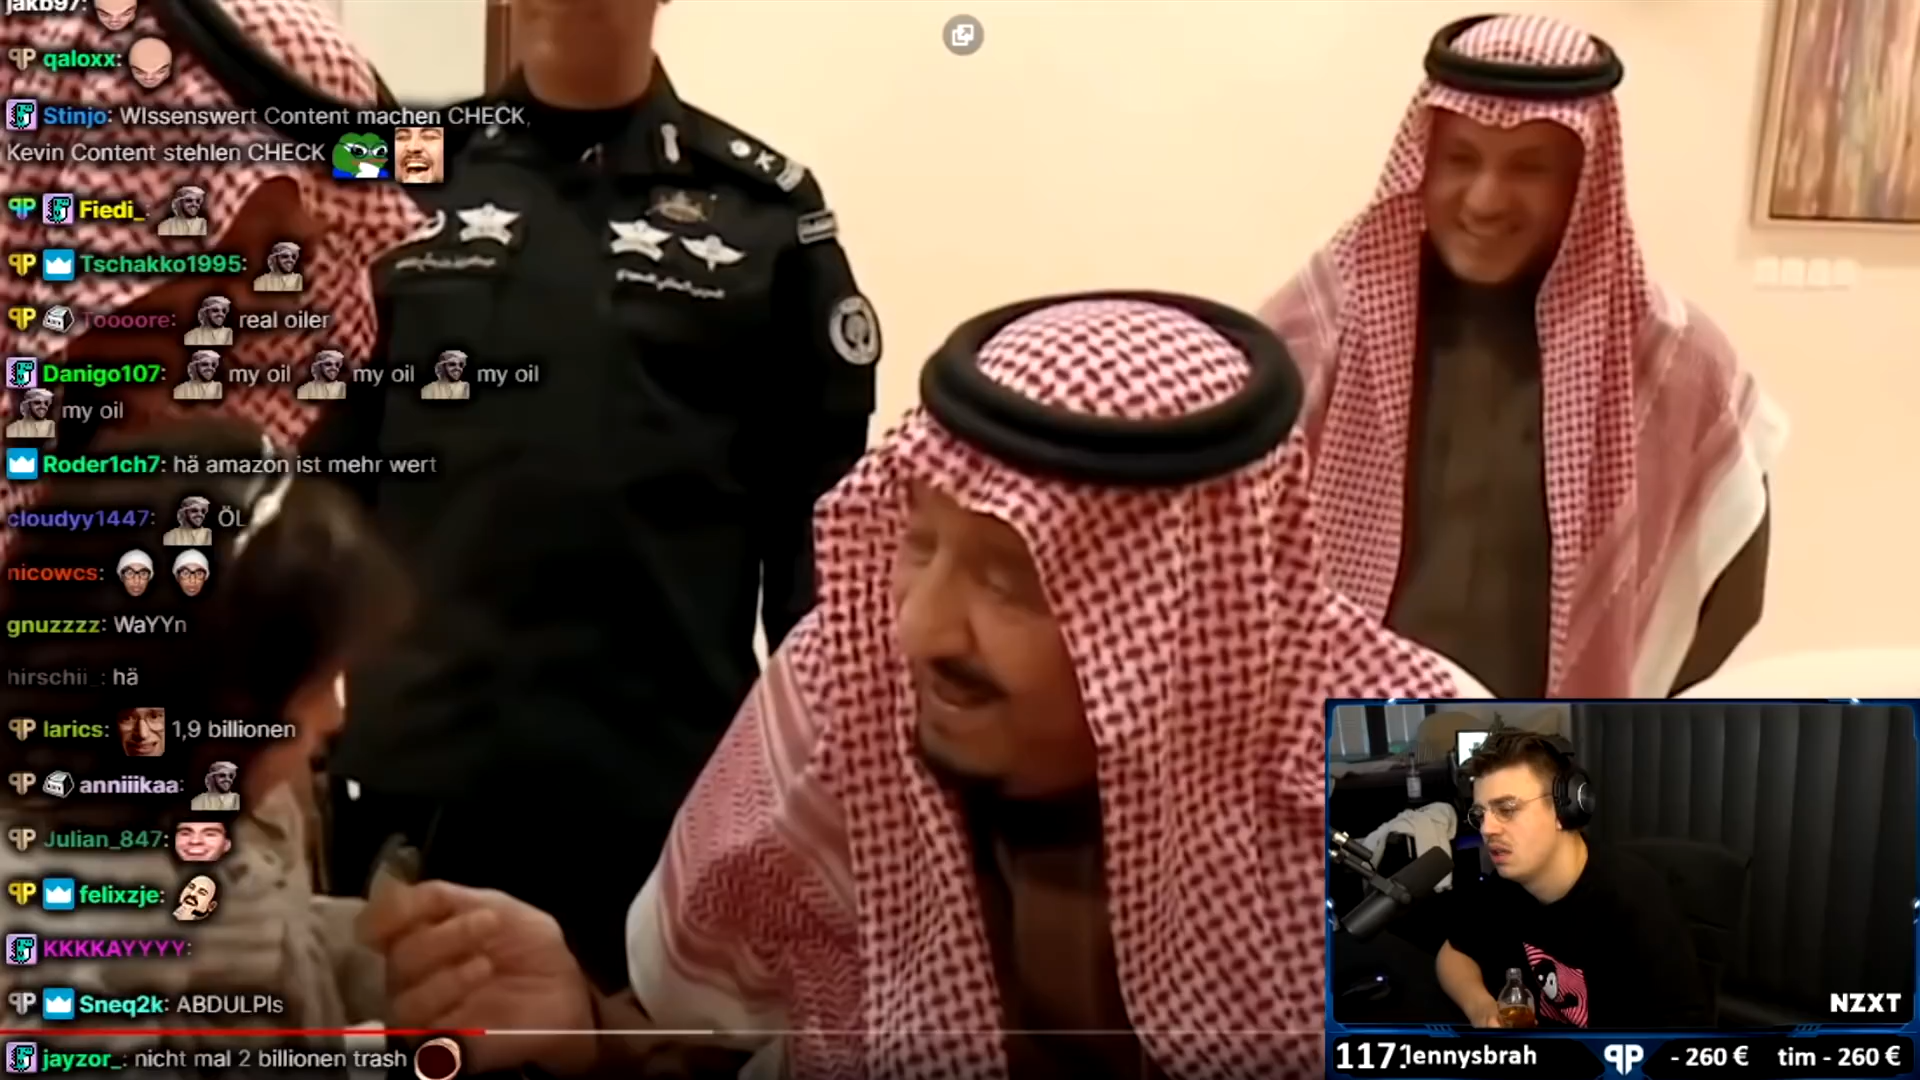 jakb97:
qaloxx:
Stinjo: WIssenswert Content machen CHECK,
Kevin Content stehlen CHECK
Fiedi_:
Tschakko1995:
Toooore: real oiler
Danigo107: my oil my oil my oil
my oil
Roder1ch7: hä amazon ist mehr wert
cloudyy1447: ÖL
nicowcs:
gnuzzzz: WaYYn
hirschii_: hä
larics: 1,9 billionen
anniiikaa:
Julian_847:
felixzje:
KKKKAYYYY:
Sneq2k: ABDULPls
jayzor_: nicht mal 2 billionen trash
NZXT
lennysbrah
- 260 €
tim - 260 €